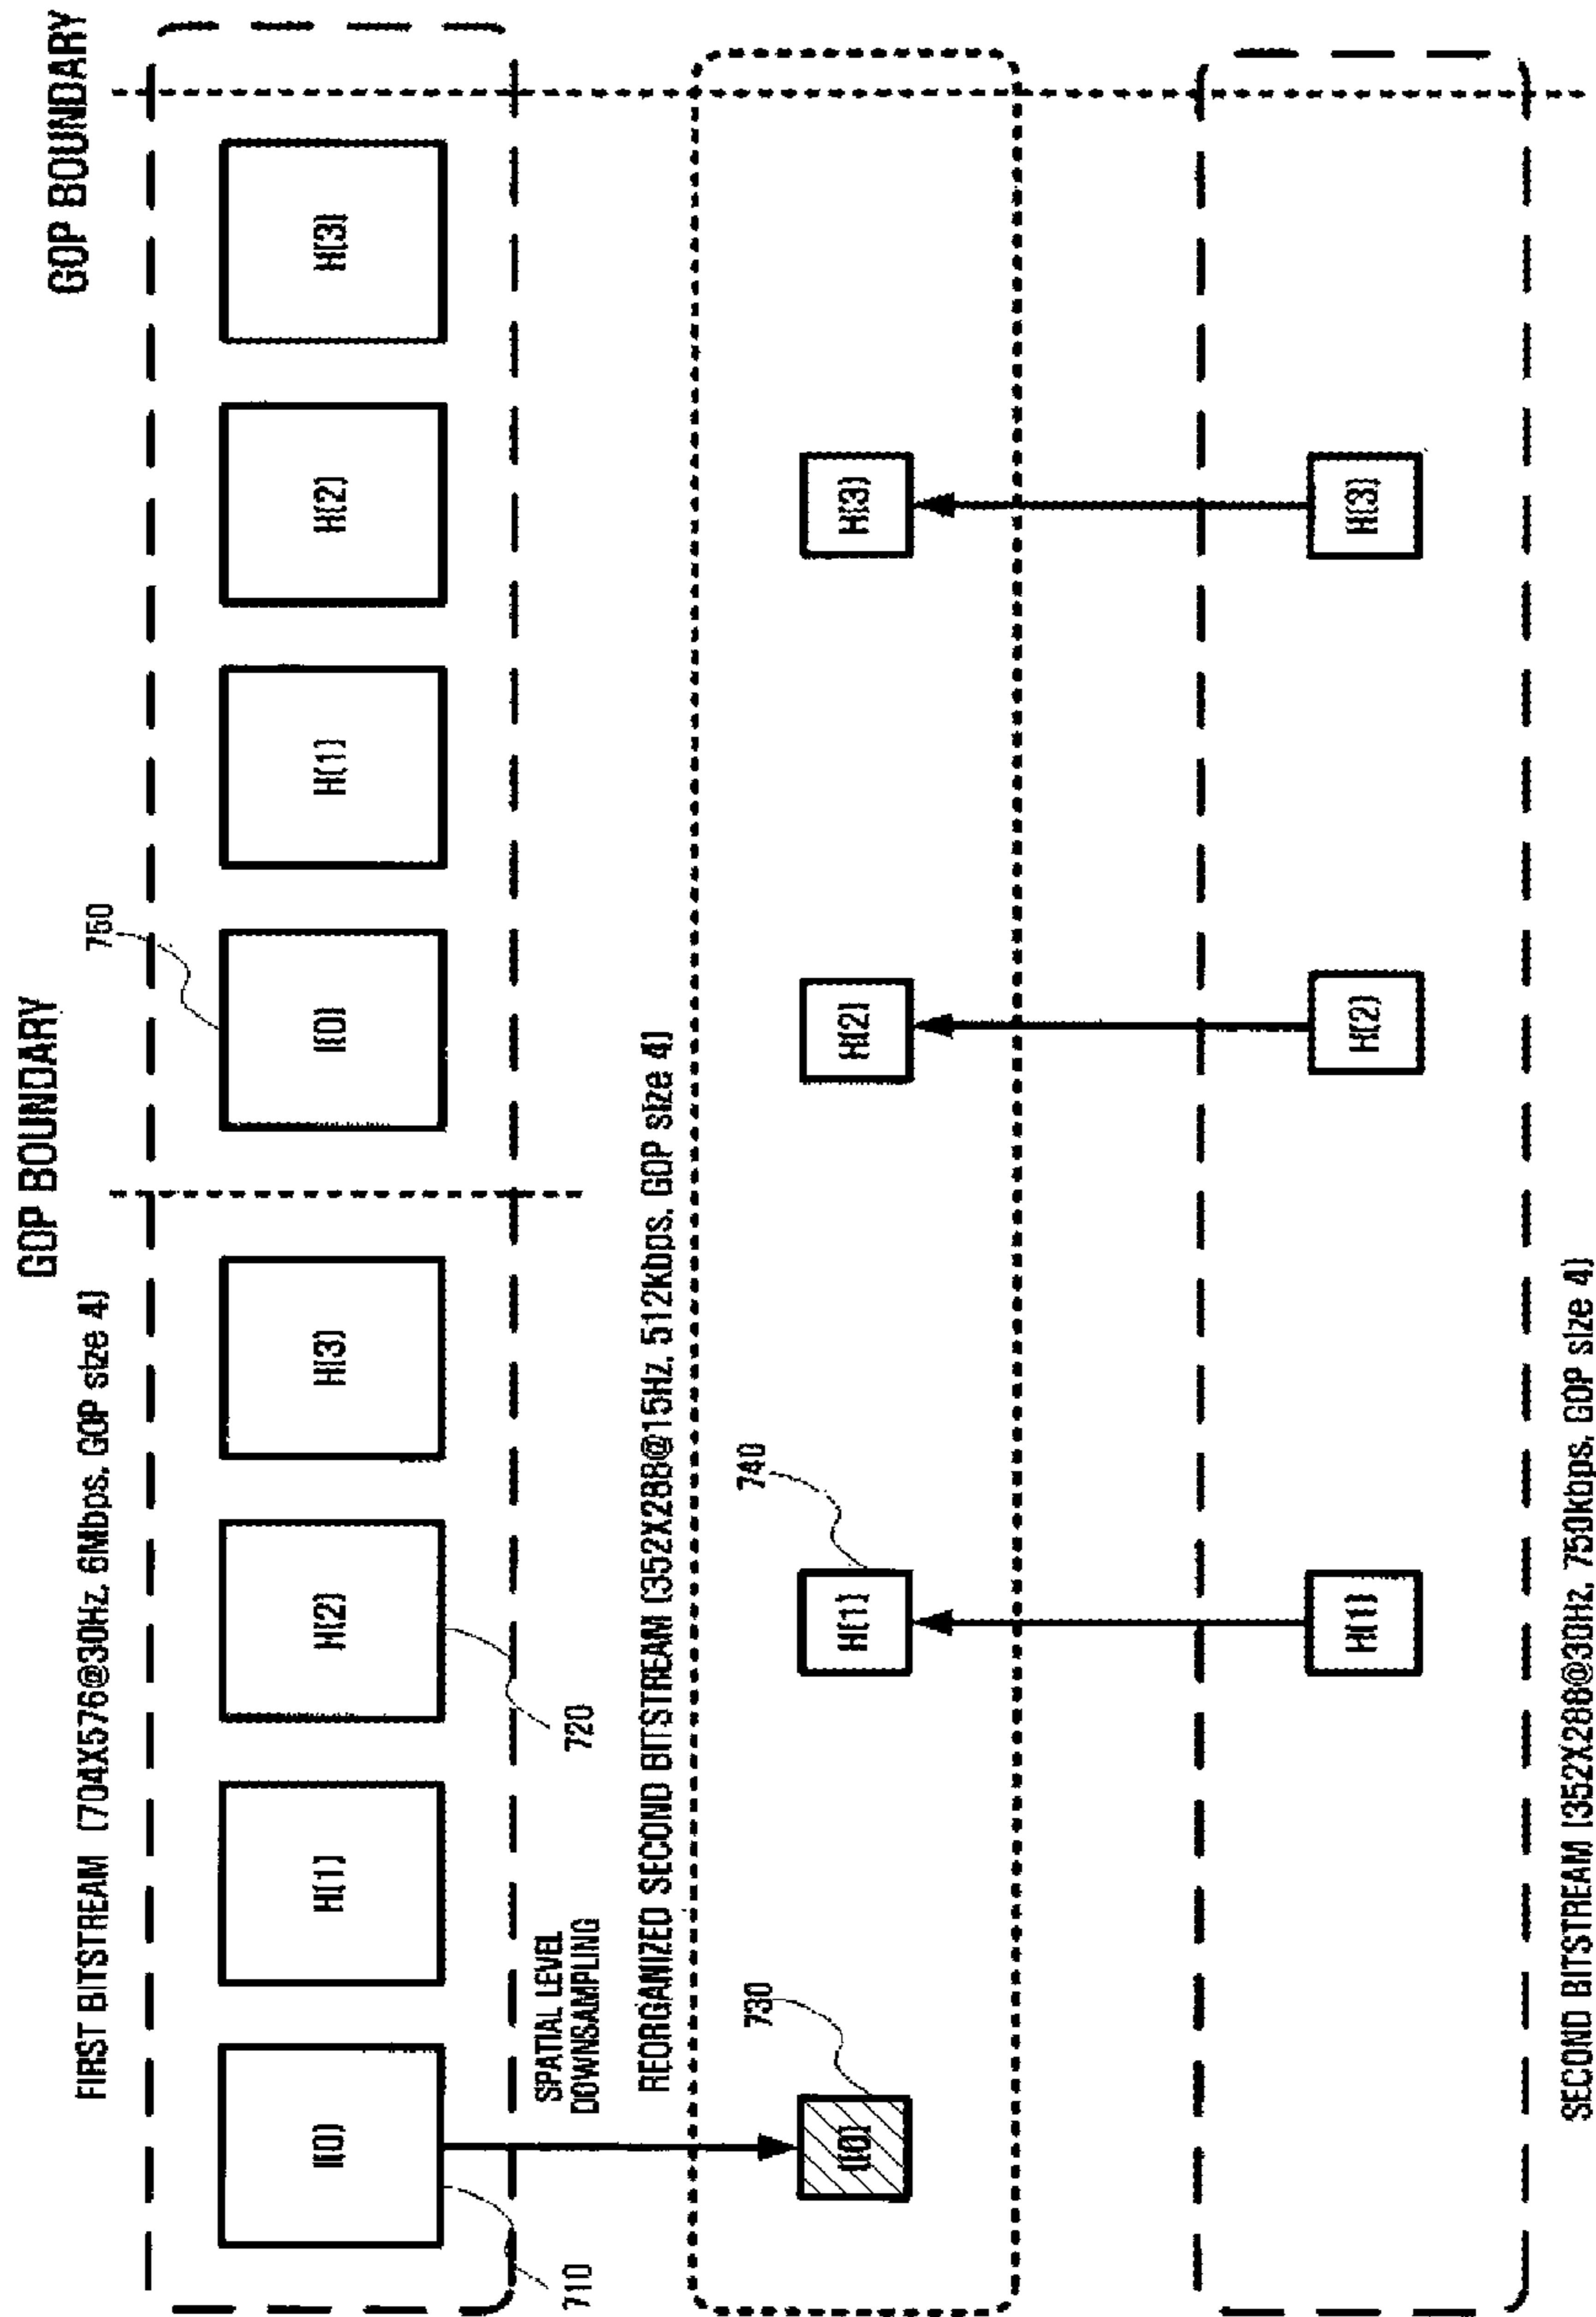 GOP BOUNDARY
GOP BOUNDARY
FIRST BITSTREAM (704X576@30Hz, 6Mbps, GOP size 4)
750
I(0)
H(1)
H(2)
H(3)
I(0)
H(1)
H(2)
H(3)
710
720
SPATIAL LEVEL
DOWNSAMPLING
REORGANIZED SECOND BITSTREAM (352X288@15Hz, 512kbps, GOP size 4)
730
740
I(0)
H(1)
H(2)
H(3)
H(1)
H(2)
H(3)
SECOND BITSTREAM (352X288@30Hz, 750kbps, GOP size 4)